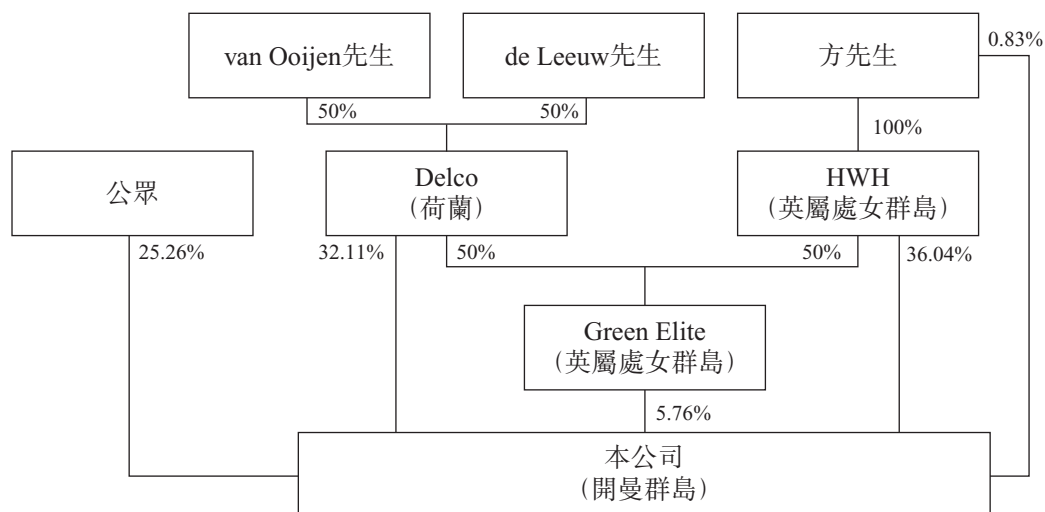 van Ooijen先生
de Leeuw先生
方先生
0.83%
50%
50%
100%
公眾
Delco
（荷蘭）
HWH
（英屬處女群島）
25.26%
32.11%
50%
50%
36.04%
Green Elite
（英屬處女群島）
5.76%
本公司
（開曼群島）